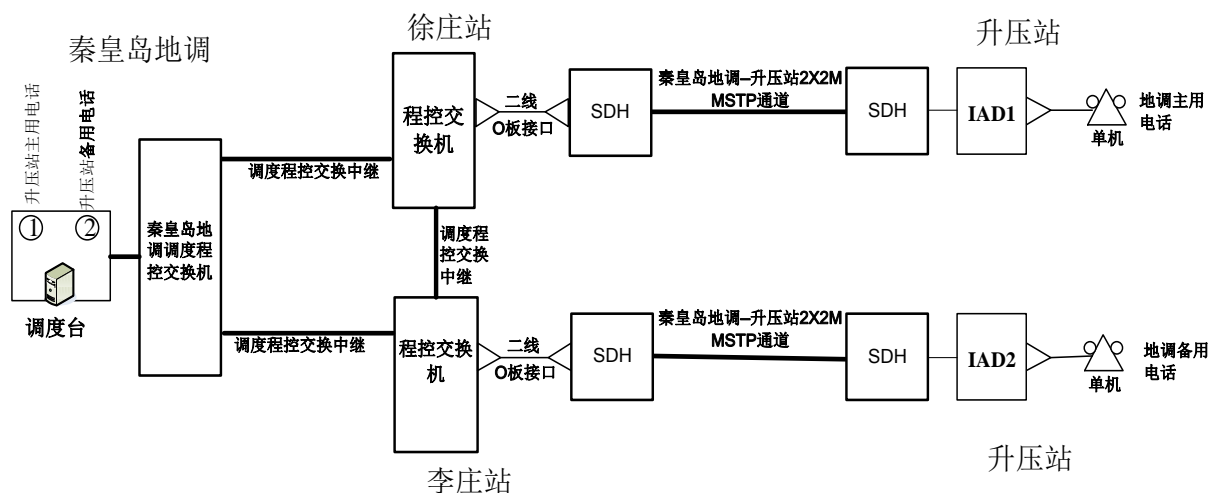 徐庄站
升压站
秦皇岛地调
升压站主用电话
升压站备用电话
①
②
调度台
秦皇岛地
调调度程
控交换机
调度程控交换中继
程控交
换机
二线
O板接口
SDH
秦皇岛地调–升压站2X2M
MSTP通道
SDH
IAD1
单机
地调主用
电话
调度程
控交换
中继
调度程控交换中继
程控交换
机
二线
O板接口
SDH
秦皇岛地调–升压站2X2M
MSTP通道
SDH
IAD2
单机
地调备用
电话
李庄站
升压站